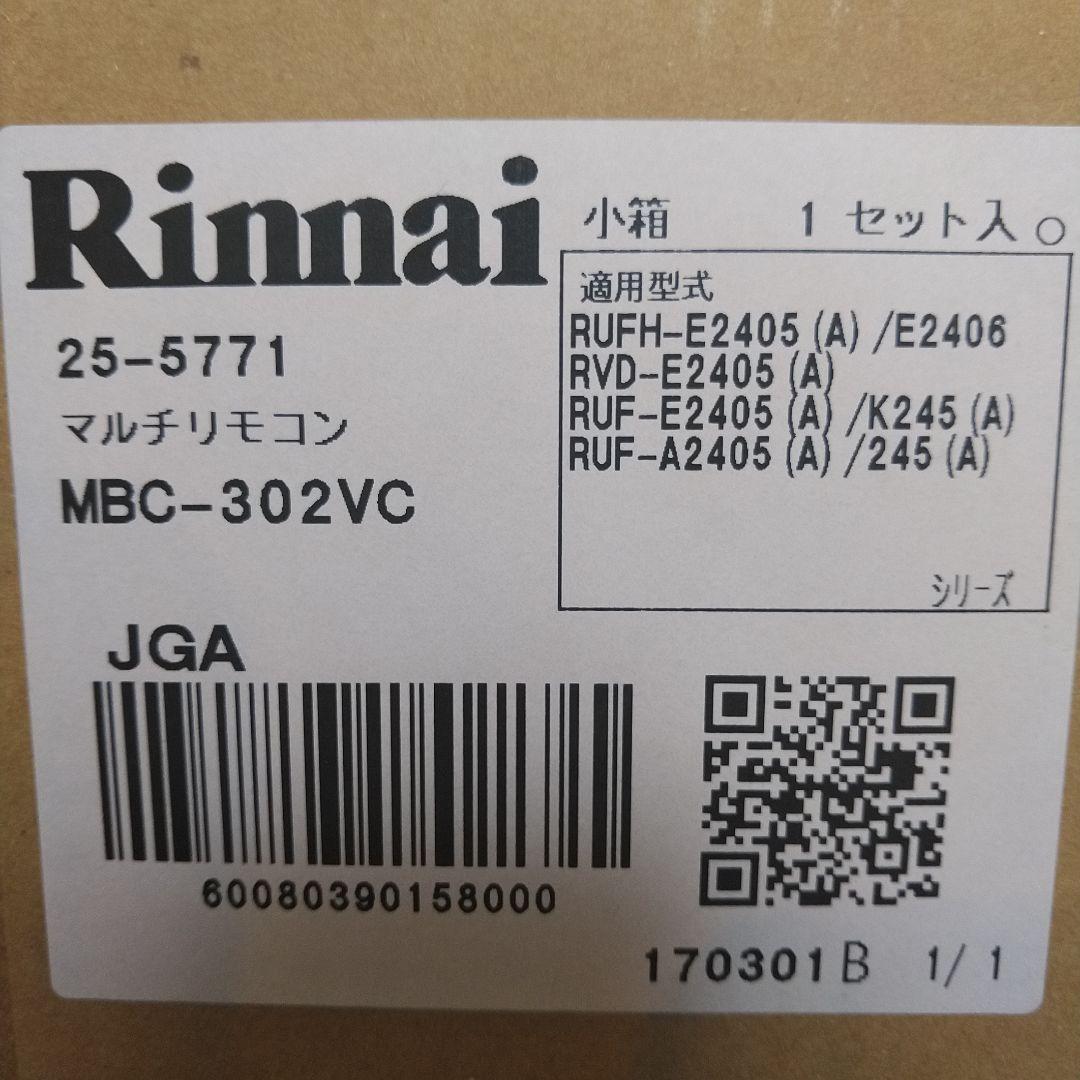 Rinnai
小箱 1 セット入 ○
25-5771
マルチリモコン
MBC-302VC
適用型式
RUFH-E2405(A)/E2406
RVD-E2405(A)
RUF-E2405(A)/K245(A)
RUF-A2405(A)/245(A)
シリーズ
JGA
60080390158000
170301B 1/1